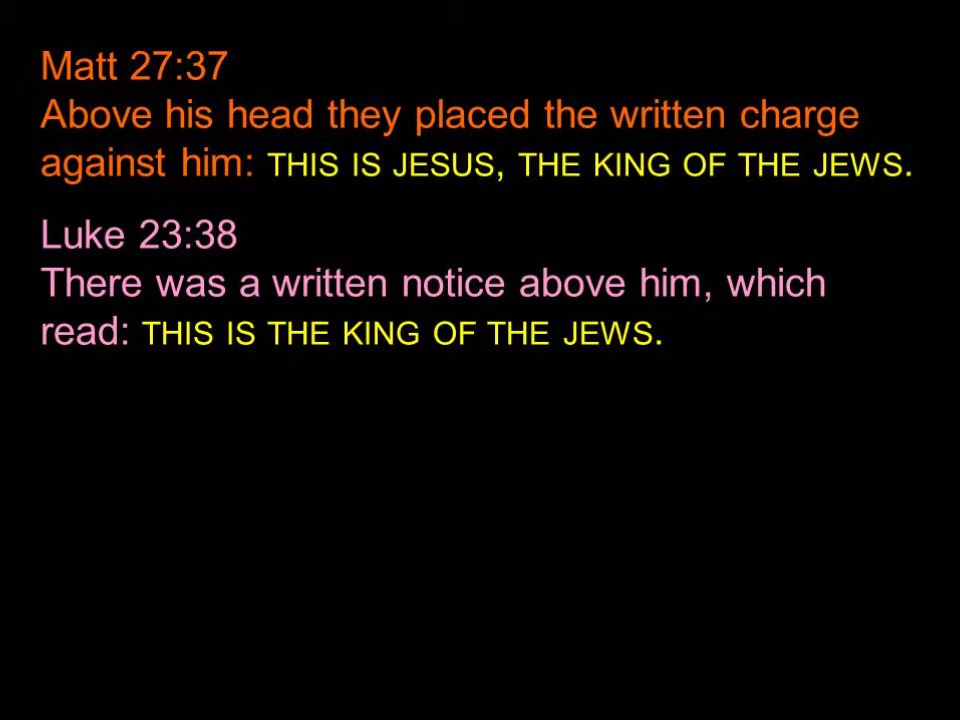 Matt 27:37
Above his head they placed the written charge
against him: THIS IS JESUS, THE KING OF THE JEWS.
Luke 23:38
There was a written notice above him, which
read: THIS IS THE KING OF THE JEWS.